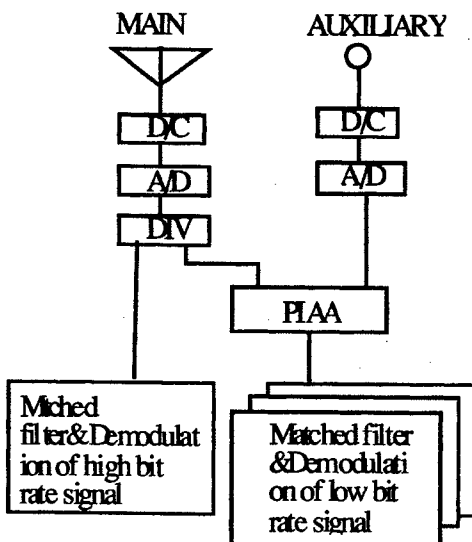 MAIN
AUXILIARY
D/C
D/C
A/D
A/D
DIV
PIAA
Mtched
filter&Demodulat
ion of high bit
rate signal
Matched filter
&Demodulati
on of low bit
rate signal